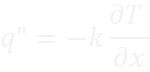 q" = −k ∂T/∂x